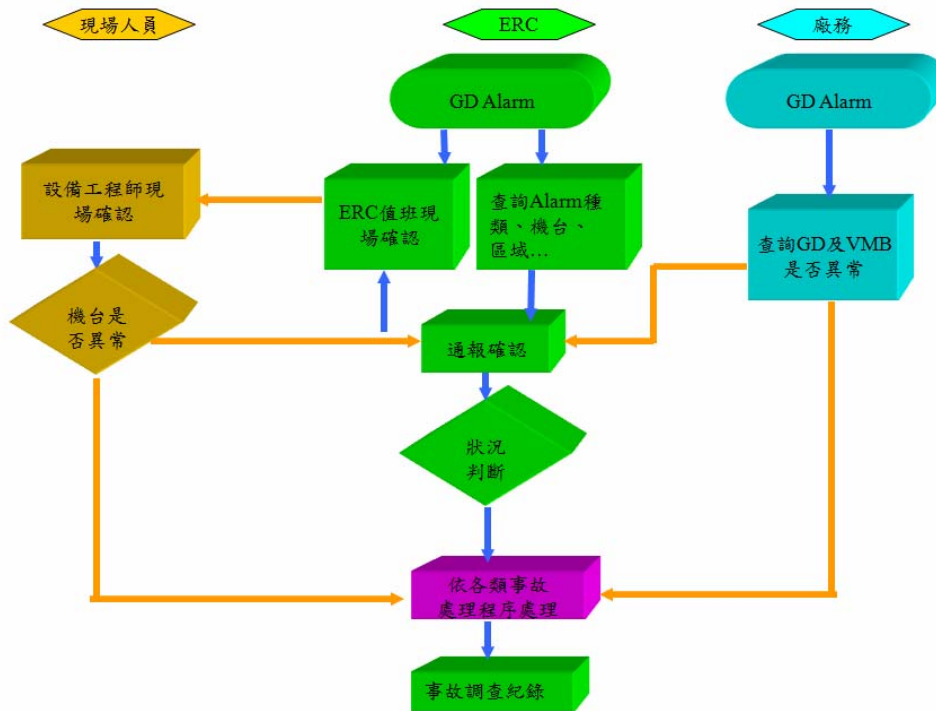 現場人員
ERC
廠務
GD Alarm
GD Alarm
設備工程師現
場確認
ERC值班現
場確認
查詢Alarm種
類、機台、
區域…
查詢GD及VMB
是否異常
機台是
否異常
通報確認
狀況
判斷
依各類事故
處理程序處理
事故調查紀錄